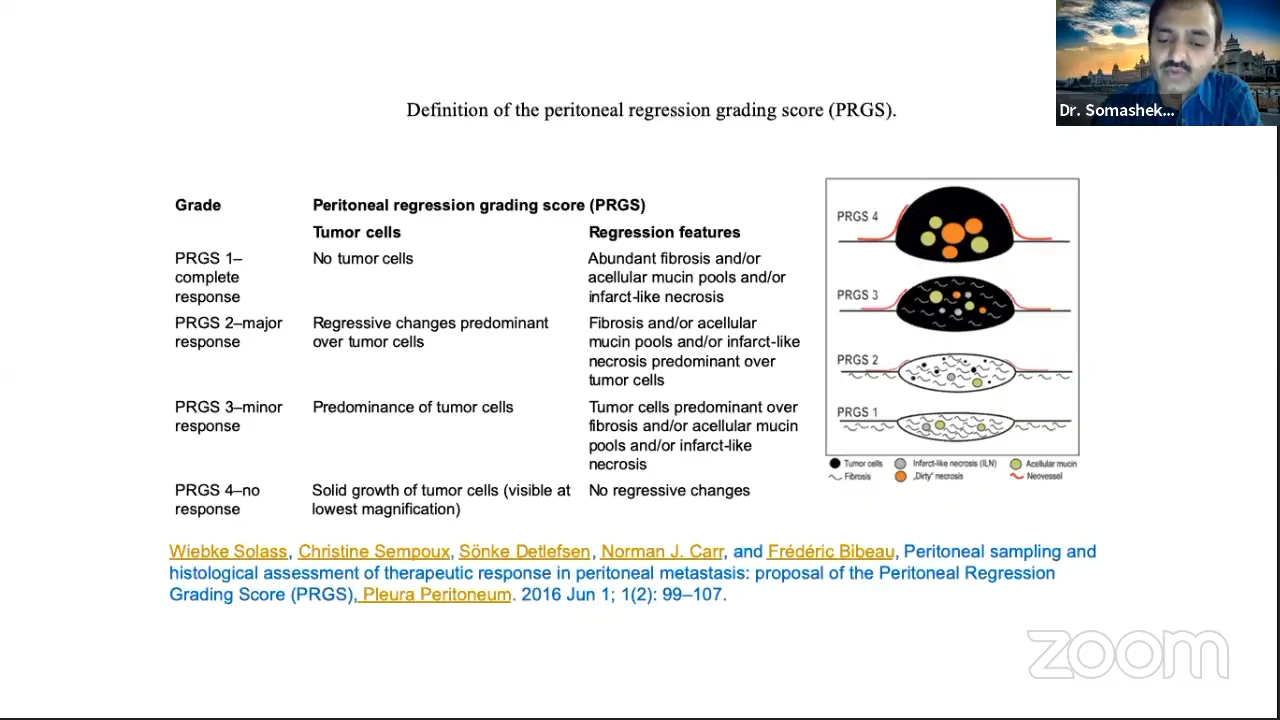 Dr. Somashek...
Definition of the peritoneal regression grading score (PRGS).
Grade Peritoneal regression grading score (PRGS)
Tumor cells Regression features
PRGS 1–complete response No tumor cells Abundant fibrosis and/or acellular mucin pools and/or infarct-like necrosis
PRGS 2–major response Regressive changes predominant over tumor cells Fibrosis and/or acellular mucin pools and/or infarct-like necrosis predominant over tumor cells
PRGS 3–minor response Predominance of tumor cells Tumor cells predominant over fibrosis and/or acellular mucin pools and/or infarct-like necrosis
PRGS 4–no response Solid growth of tumor cells (visible at lowest magnification) No regressive changes
PRGS 4
PRGS 3
PRGS 2
PRGS 1
Tumor cells Infarct-like necrosis (ILN) Acellular mucin
Fibrosis „Dirty" necrosis Neovessel
Wiebke Solass, Christine Sempoux, Sönke Detlefsen, Norman J. Carr, and Frédéric Bibeau, Peritoneal sampling and
histological assessment of therapeutic response in peritoneal metastasis: proposal of the Peritoneal Regression
Grading Score (PRGS), Pleura Peritoneum. 2016 Jun 1; 1(2): 99–107.
zoom